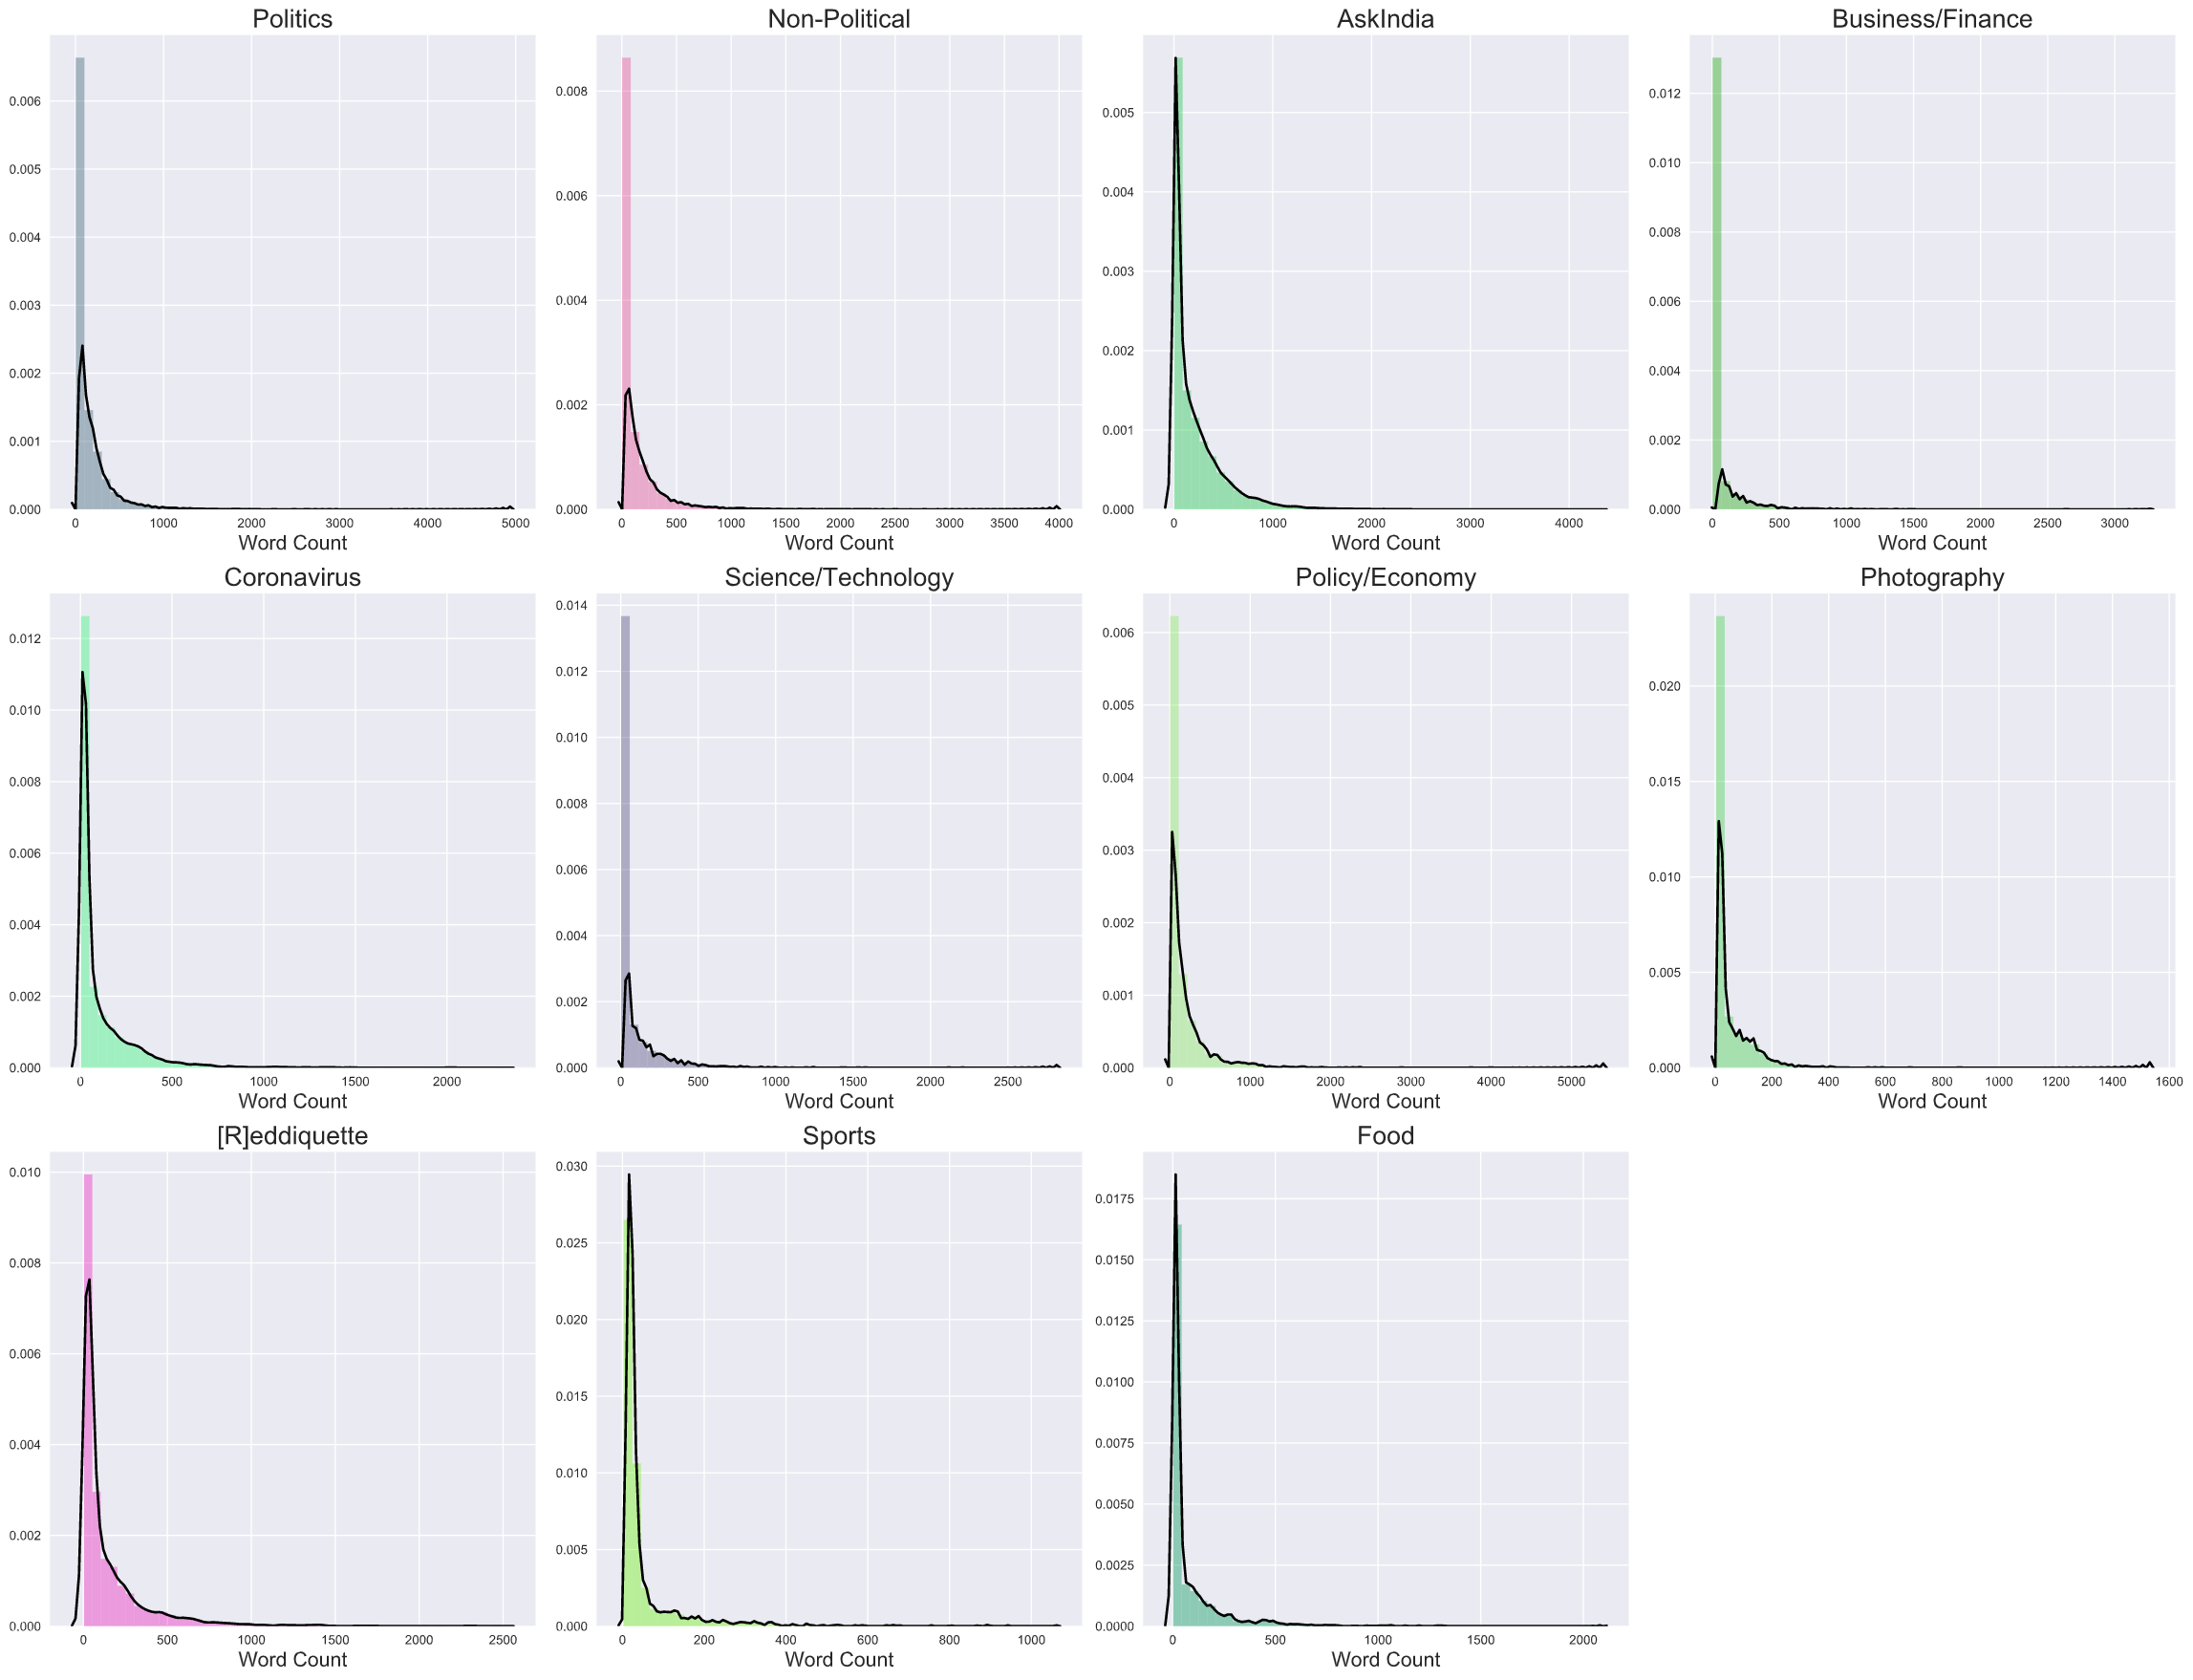 Politics
0.006
0.005
0.004
0.003
0.002
0.001
0.000
0 1000 2000 3000 4000 5000
Word Count
Non-Political
0.008
0.006
0.004
0.002
0.000
0 500 1000 1500 2000 2500 3000 3500 4000
Word Count
AskIndia
0.005
0.004
0.003
0.002
0.001
0.000
0 1000 2000 3000 4000
Word Count
Business/Finance
0.012
0.010
0.008
0.006
0.004
0.002
0.000
0 500 1000 1500 2000 2500 3000
Word Count
Coronavirus
0.012
0.010
0.008
0.006
0.004
0.002
0.000
0 500 1000 1500 2000
Word Count
Science/Technology
0.014
0.012
0.010
0.008
0.006
0.004
0.002
0.000
0 500 1000 1500 2000 2500
Word Count
Policy/Economy
0.006
0.005
0.004
0.003
0.002
0.001
0.000
0 1000 2000 3000 4000 5000
Word Count
Photography
0.020
0.015
0.010
0.005
0.000
0 200 400 600 800 1000 1200 1400 1600
Word Count
[R]eddiquette
0.010
0.008
0.006
0.004
0.002
0.000
0 500 1000 1500 2000 2500
Word Count
Sports
0.030
0.025
0.020
0.015
0.010
0.005
0.000
0 200 400 600 800 1000
Word Count
Food
0.0175
0.0150
0.0125
0.0100
0.0075
0.0050
0.0025
0.0000
0 500 1000 1500 2000
Word Count